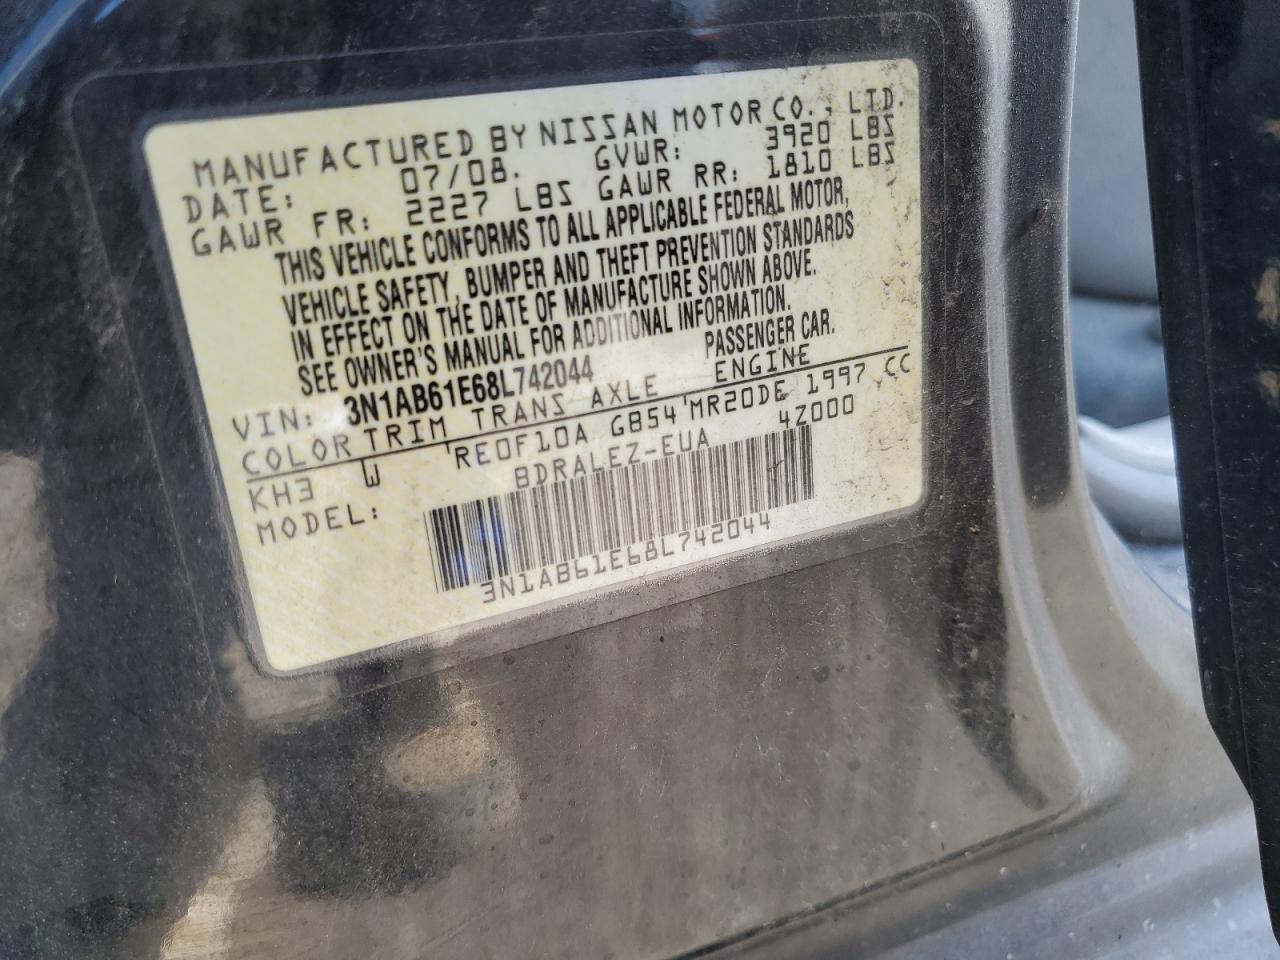 MANUFACTURED BY NISSAN MOTOR CO., LTD.
DATE: 07/08. GVWR: 3920 LBS
GAWR FR: 2227 LBS GAWR RR: 1810 LBS
THIS VEHICLE CONFORMS TO ALL APPLICABLE FEDERAL MOTOR,
VEHICLE SAFETY, BUMPER AND THEFT PREVENTION STANDARDS
IN EFFECT ON THE DATE OF MANUFACTURE SHOWN ABOVE.
SEE OWNER'S MANUAL FOR ADDITIONAL INFORMATION.
VIN: 3N1AB61E68L742044 PASSENGER CAR.
COLOR TRIM TRANS AXLE ENGINE
KH3 W RE0F10A GB54 MR20DE 1997 CC
MODEL: BDRALEZ-EUA 4Z000
3N1AB61E68L742044